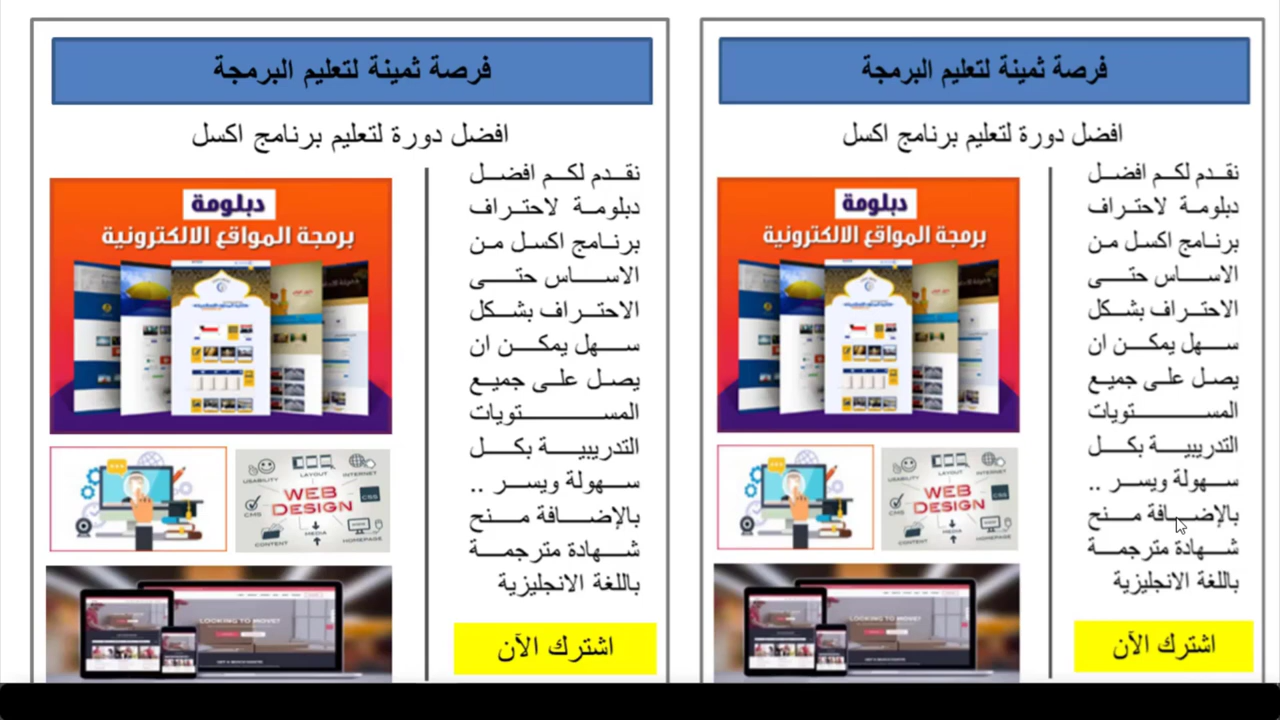 فرصة ثمينة لتعليم البرمجة
افضل دورة لتعليم برنامج اكسل
نقدم لكم افضل
دبلومة لاحتراف
برنامج اكسل من
الاساس حتى
الاحتراف بشكل
سهل يمكن ان
يصل على جميع
المستويات
التدريبية بكل
سهولة ويسر ..
بالإضافة منح
شهادة مترجمة
باللغة الانجليزية
اشترك الآن
دبلومة
برمجة المواقع الالكترونية
USABILITY
LAYOUT
INTERNET
WEB
DESIGN
CSS
CMS
CONTENT
MEDIA
HOMEPAGE
LOOKING TO MOVE?
فرصة ثمينة لتعليم البرمجة
افضل دورة لتعليم برنامج اكسل
نقدم لكم افضل
دبلومة لاحتراف
برنامج اكسل من
الاساس حتى
الاحتراف بشكل
سهل يمكن ان
يصل على جميع
المستويات
التدريبية بكل
سهولة ويسر ..
بالإضافة منح
شهادة مترجمة
باللغة الانجليزية
اشترك الآن
دبلومة
برمجة المواقع الالكترونية
USABILITY
LAYOUT
INTERNET
WEB
DESIGN
CSS
CMS
CONTENT
MEDIA
HOMEPAGE
LOOKING TO MOVE?